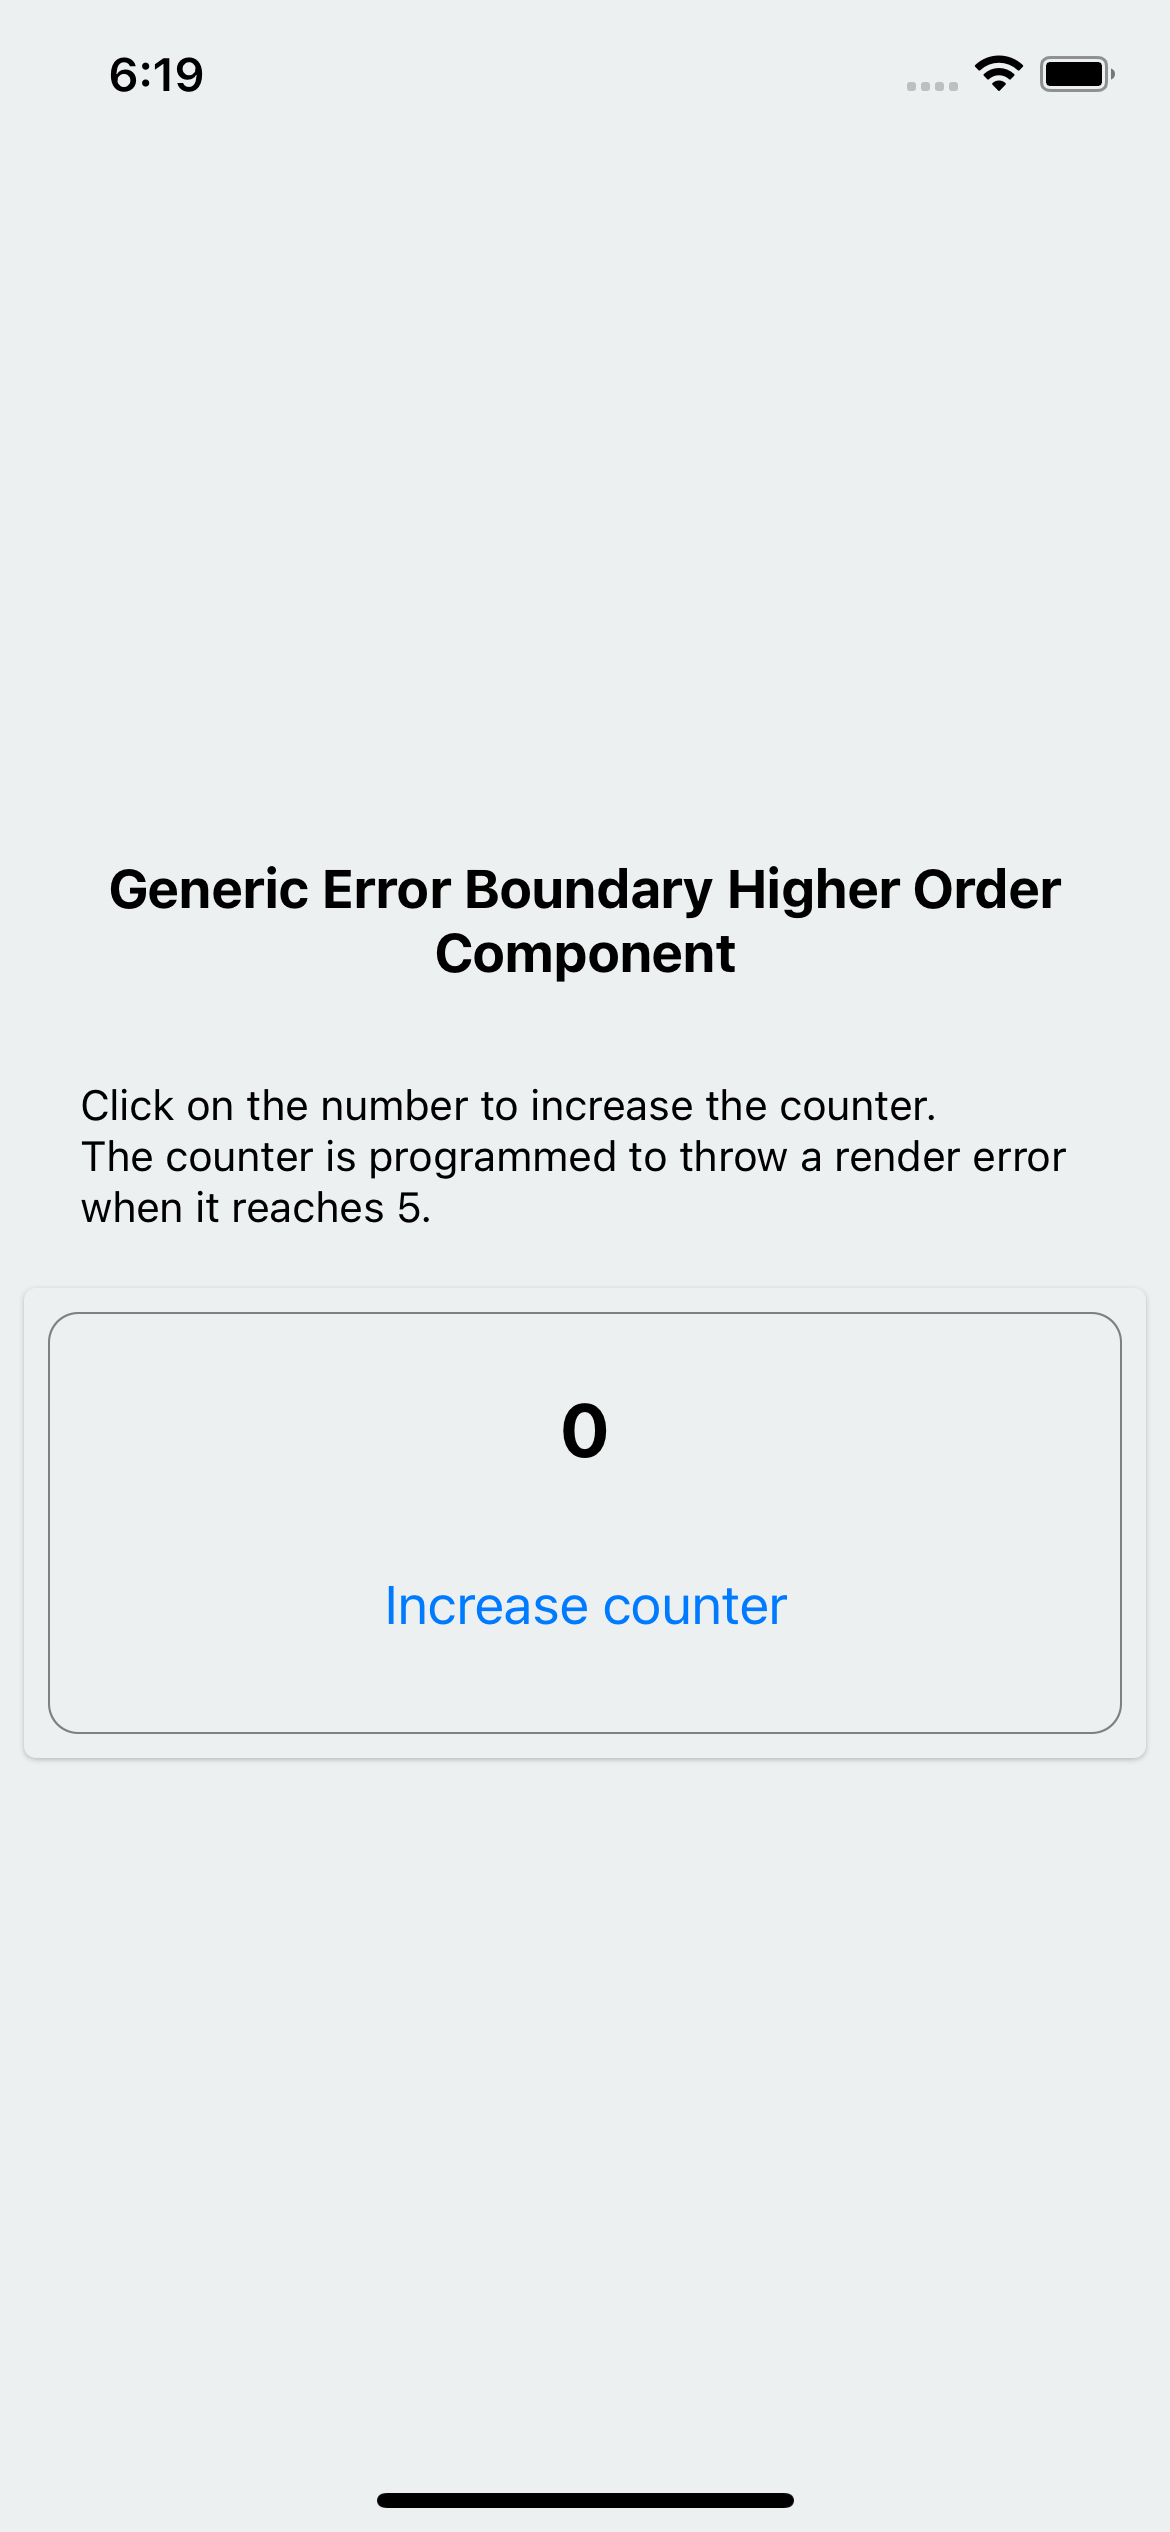 6:19
Generic Error Boundary Higher Order
Component
Click on the number to increase the counter.
The counter is programmed to throw a render error
when it reaches 5.
0
Increase counter